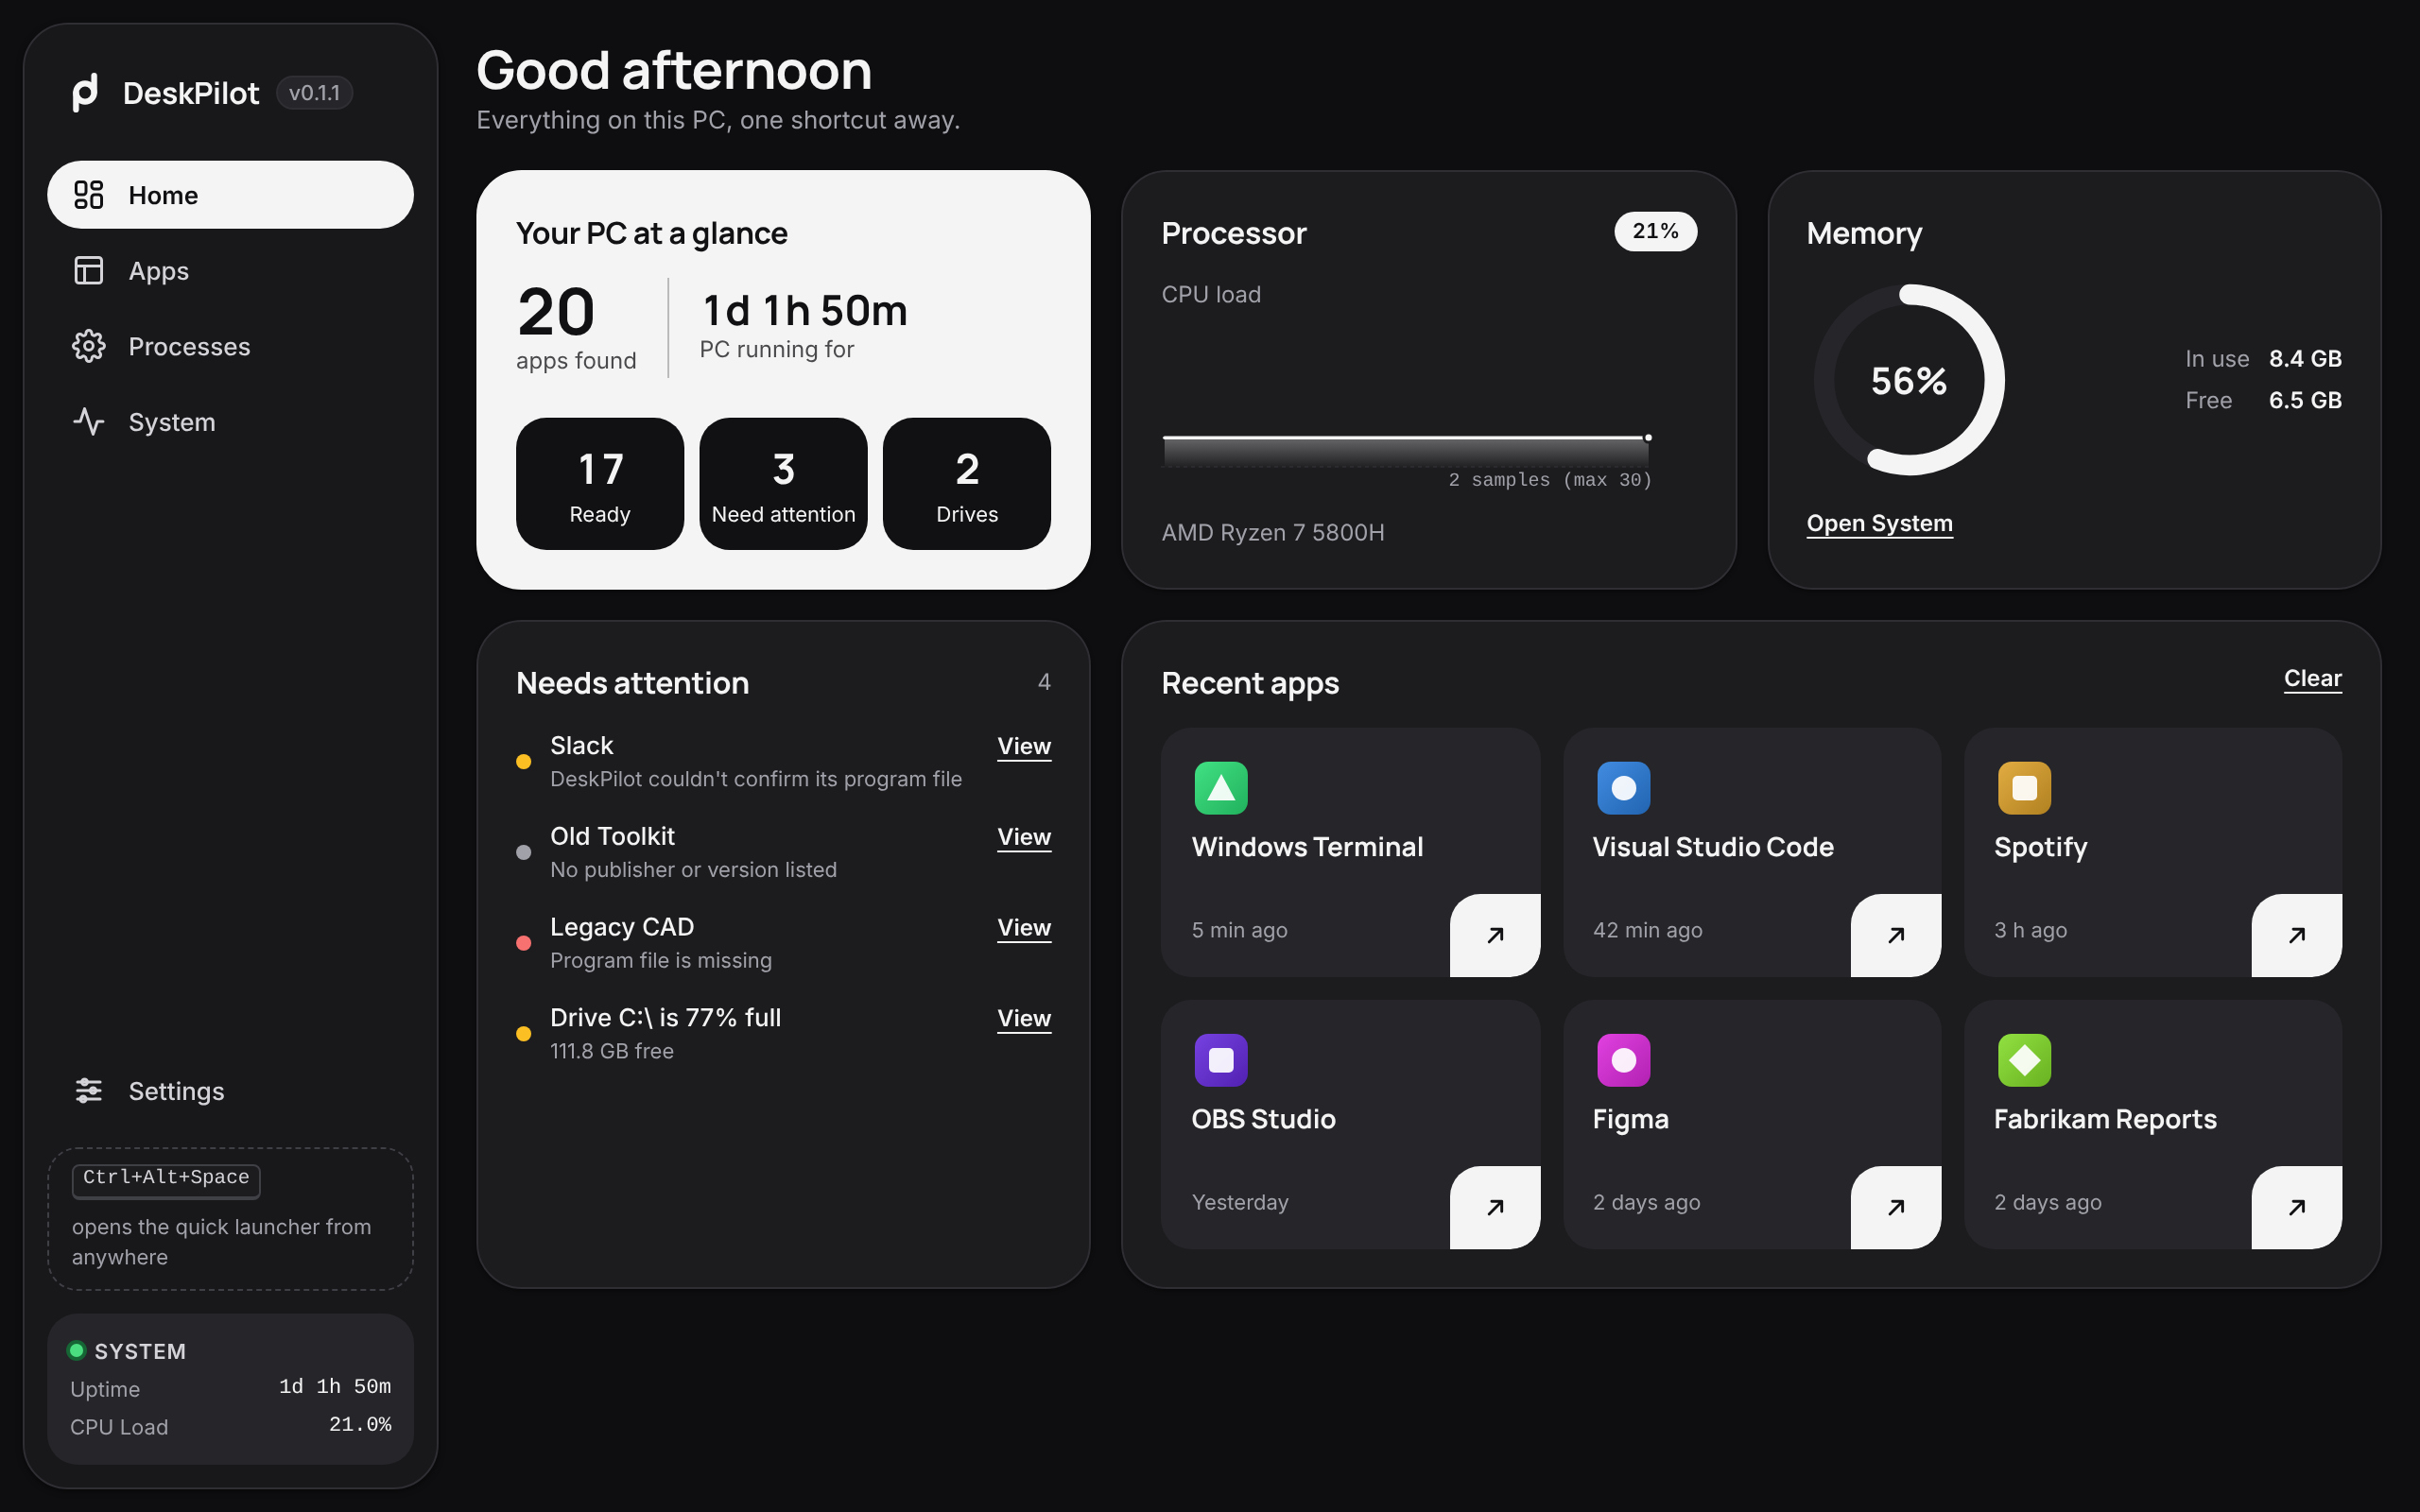 DeskPilot v0.1.1
Home
Apps
Processes
System
Settings
Ctrl+Alt+Space
opens the quick launcher from
anywhere
SYSTEM
Uptime 1d 1h 50m
CPU Load 21.0%
Good afternoon
Everything on this PC, one shortcut away.
Your PC at a glance
20
apps found
1d 1h 50m
PC running for
17
Ready
3
Need attention
2
Drives
Processor 21%
CPU load
2 samples (max 30)
AMD Ryzen 7 5800H
Memory
56%
In use 8.4 GB
Free 6.5 GB
Open System
Needs attention 4
Slack View
DeskPilot couldn't confirm its program file
Old Toolkit View
No publisher or version listed
Legacy CAD View
Program file is missing
Drive C:\ is 77% full View
111.8 GB free
Recent apps Clear
Windows Terminal
5 min ago
Visual Studio Code
42 min ago
Spotify
3 h ago
OBS Studio
Yesterday
Figma
2 days ago
Fabrikam Reports
2 days ago